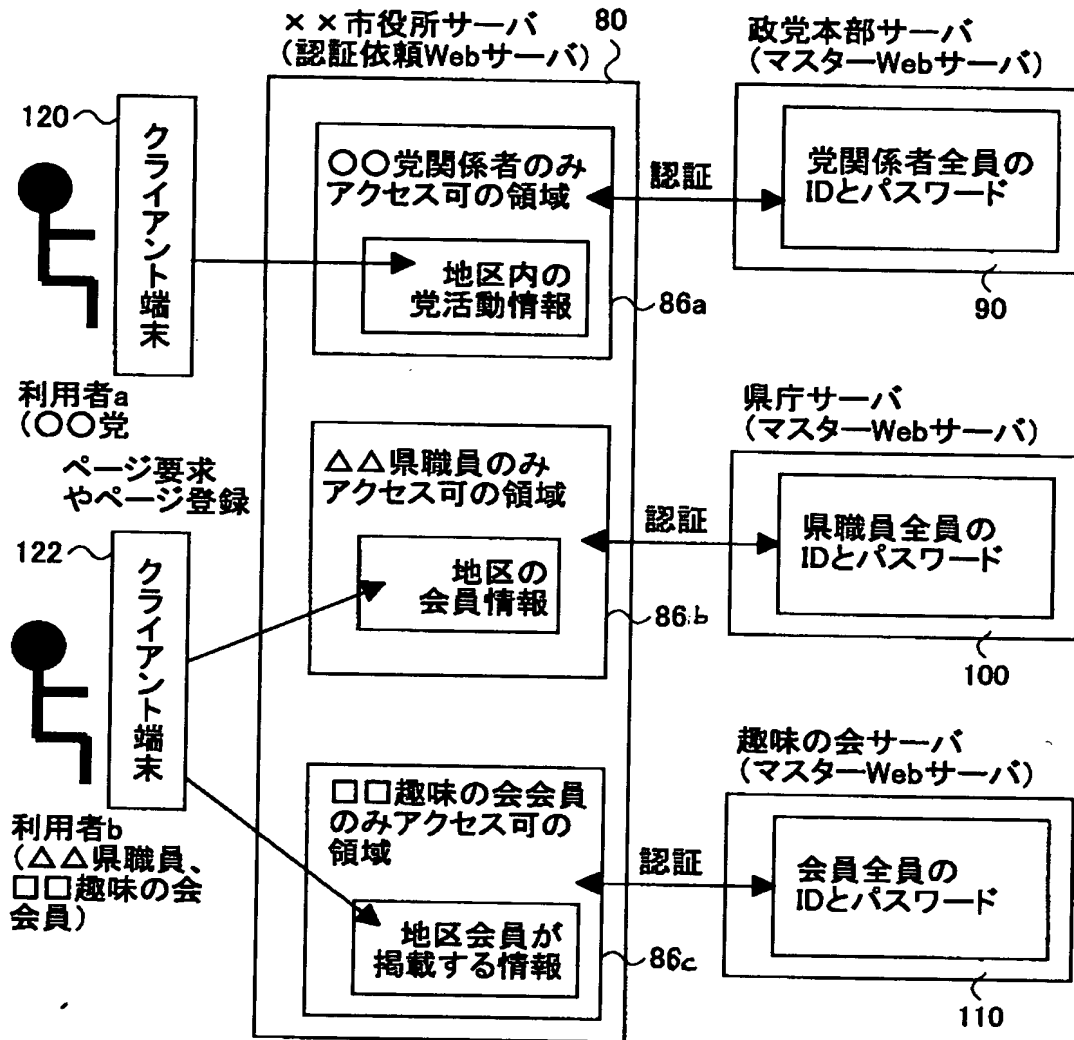 ××市役所サーバ
(認証依頼Webサーバ)
80
政党本部サーバ
(マスターWebサーバ)
120
クライアント端末
○○党関係者のみ
アクセス可の領域
認証
党関係者全員の
IDとパスワード
地区内の
党活動情報
86a
90
利用者a
(○○党
ページ要求
やページ登録
県庁サーバ
(マスターWebサーバ)
△△県職員のみ
アクセス可の領域
認証
県職員全員の
IDとパスワード
122
クライアント端末
地区の
会員情報
86b
100
趣味の会サーバ
(マスターWebサーバ)
□□趣味の会会員
のみアクセス可の
領域
認証
会員全員の
IDとパスワード
利用者b
(△△県職員、
□□趣味の会
会員)
地区会員が
掲載する情報
86c
110